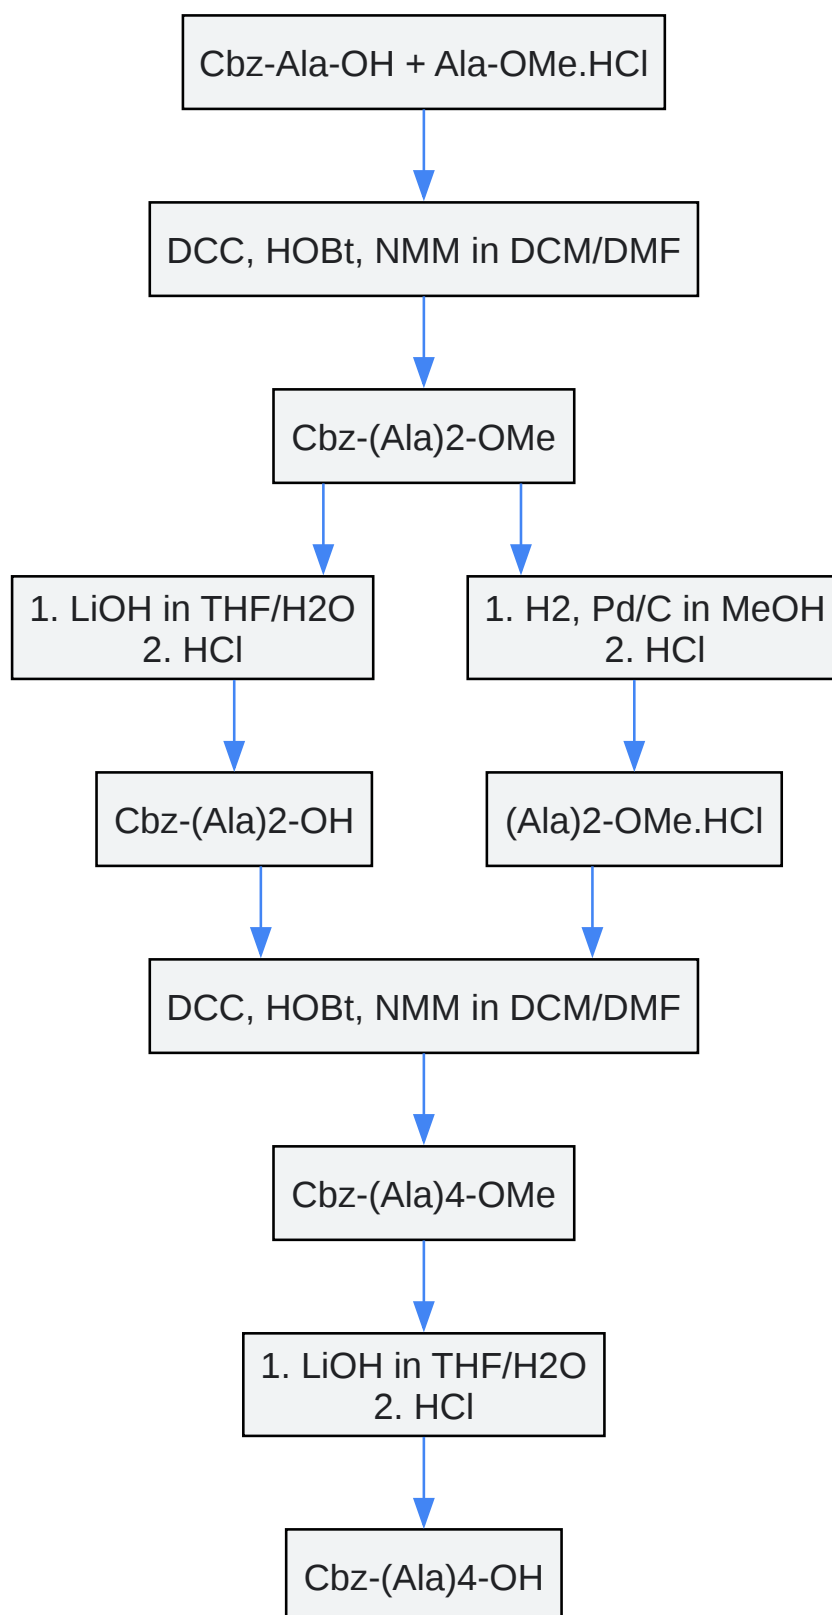 Cbz-Ala-OH + Ala-OMe.HCl
DCC, HOBt, NMM in DCM/DMF
Cbz-(Ala)2-OMe
1. LiOH in THF/H2O
2. HCl
1. H2, Pd/C in MeOH
2. HCl
Cbz-(Ala)2-OH
(Ala)2-OMe.HCl
DCC, HOBt, NMM in DCM/DMF
Cbz-(Ala)4-OMe
1. LiOH in THF/H2O
2. HCl
Cbz-(Ala)4-OH